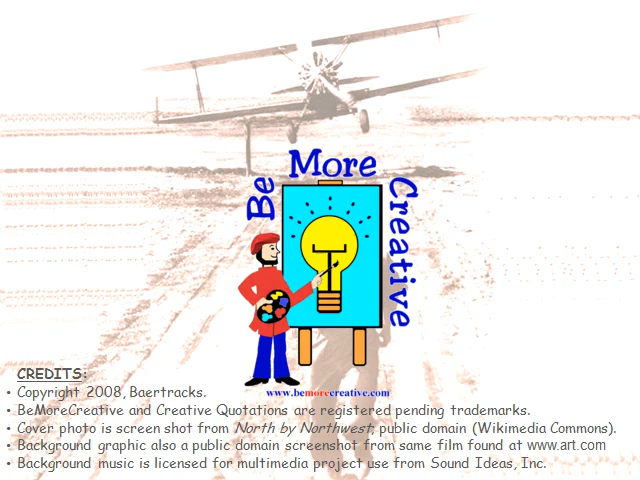 Be More Creative
www.bemorecreative.com
CREDITS:
• Copyright 2008, Baertracks.
• BeMoreCreative and Creative Quotations are registered pending trademarks.
• Cover photo is screen shot from North by Northwest; public domain (Wikimedia Commons).
• Background graphic also a public domain screenshot from same film found at www.art.com
• Background music is licensed for multimedia project use from Sound Ideas, Inc.